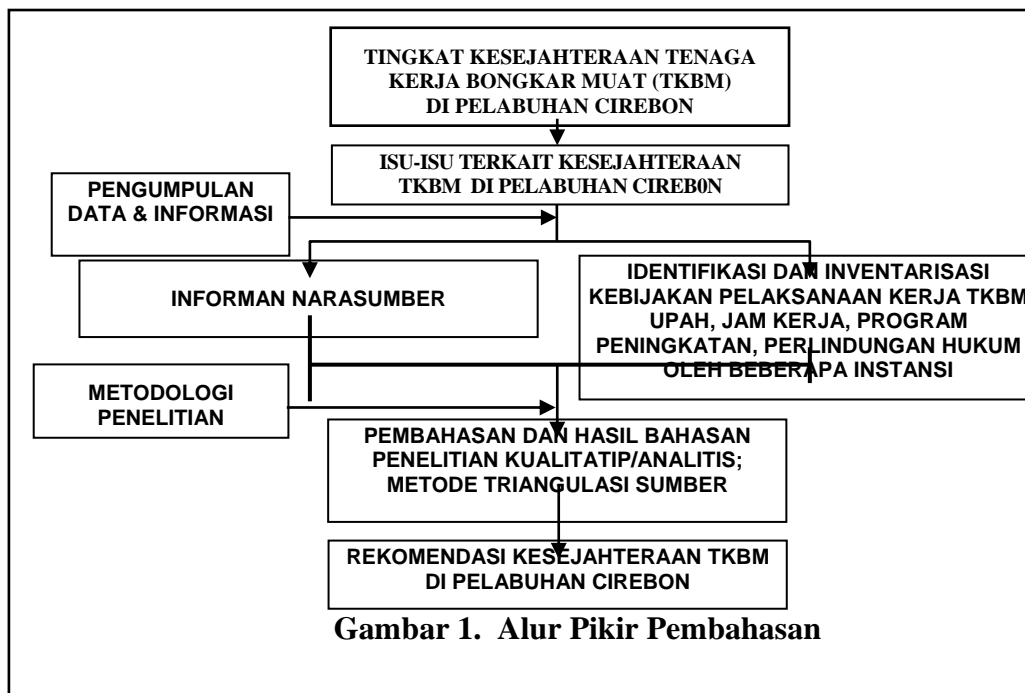 TINGKAT KESEJAHTERAAN TENAGA
KERJA BONGKAR MUAT (TKBM)
DI PELABUHAN CIREBON
ISU-ISU TERKAIT KESEJAHTERAAN
TKBM DI PELABUHAN CIREB0N
PENGUMPULAN
DATA & INFORMASI
INFORMAN NARASUMBER
IDENTIFIKASI DAN INVENTARISASI
KEBIJAKAN PELAKSANAAN KERJA TKBM
UPAH, JAM KERJA, PROGRAM
PENINGKATAN, PERLINDUNGAN HUKUM
OLEH BEBERAPA INSTANSI
METODOLOGI
PENELITIAN
PEMBAHASAN DAN HASIL BAHASAN
PENELITIAN KUALITATIP/ANALITIS;
METODE TRIANGULASI SUMBER
REKOMENDASI KESEJAHTERAAN TKBM
DI PELABUHAN CIREBON
Gambar 1. Alur Pikir Pembahasan